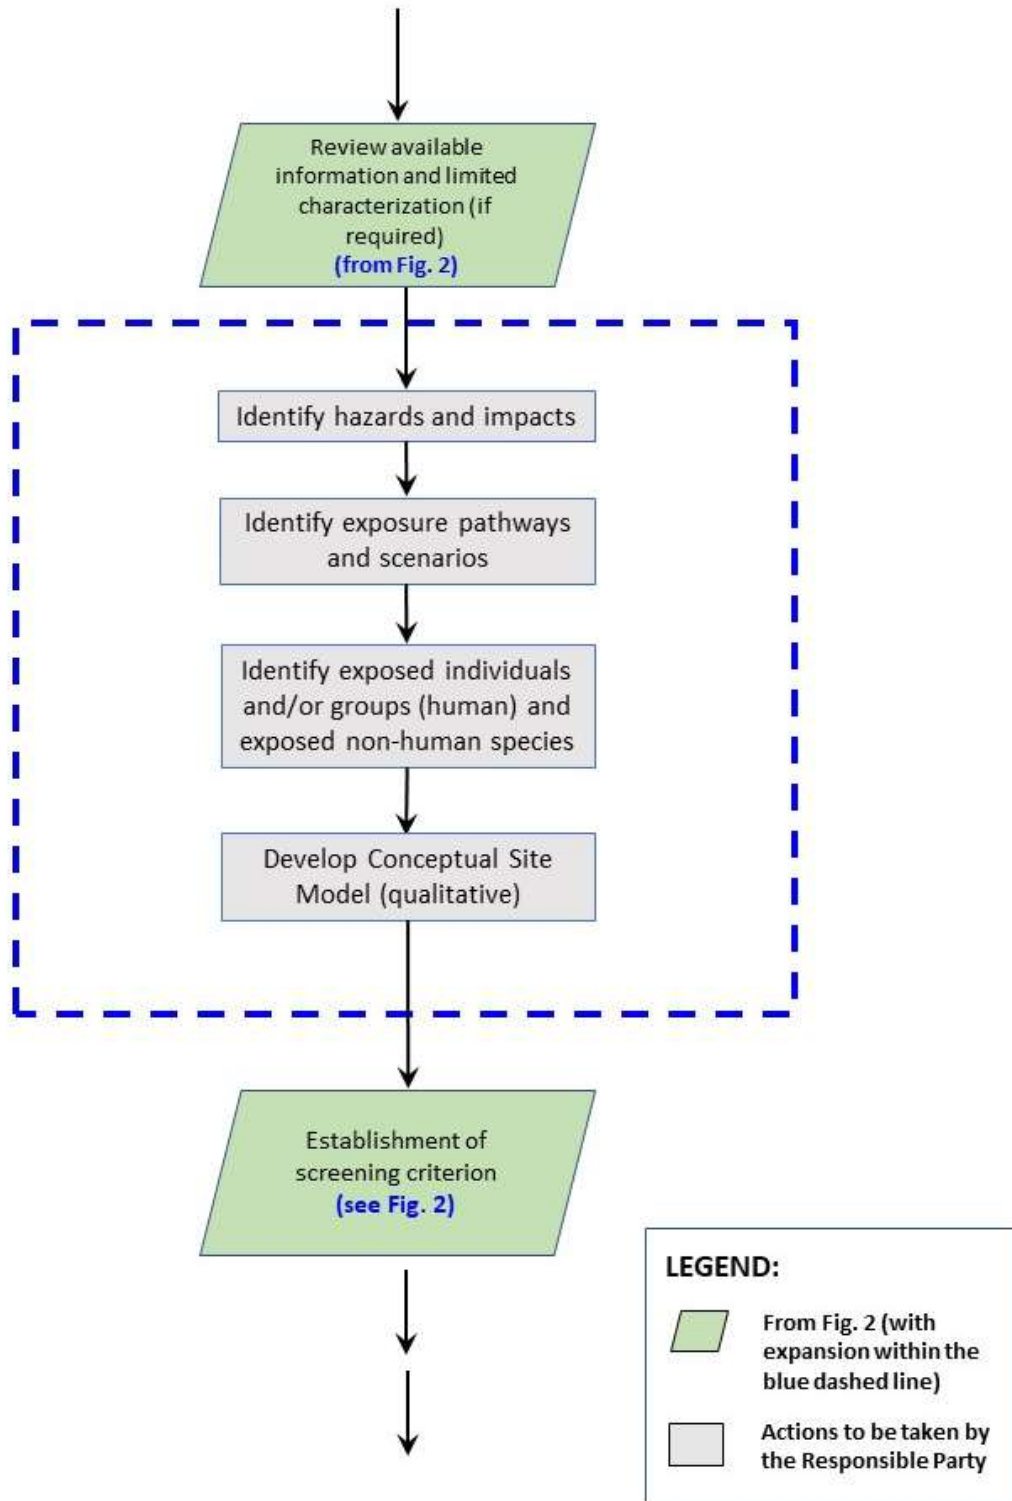 Review available
information and limited
characterization (if
required)
(from Fig. 2)
Identify hazards and impacts
Identify exposure pathways
and scenarios
Identify exposed individuals
and/or groups (human) and
exposed non-human species
Develop Conceptual Site
Model (qualitative)
Establishment of
screening criterion
(see Fig. 2)
LEGEND:
From Fig. 2 (with
expansion within the
blue dashed line)
Actions to be taken by
the Responsible Party